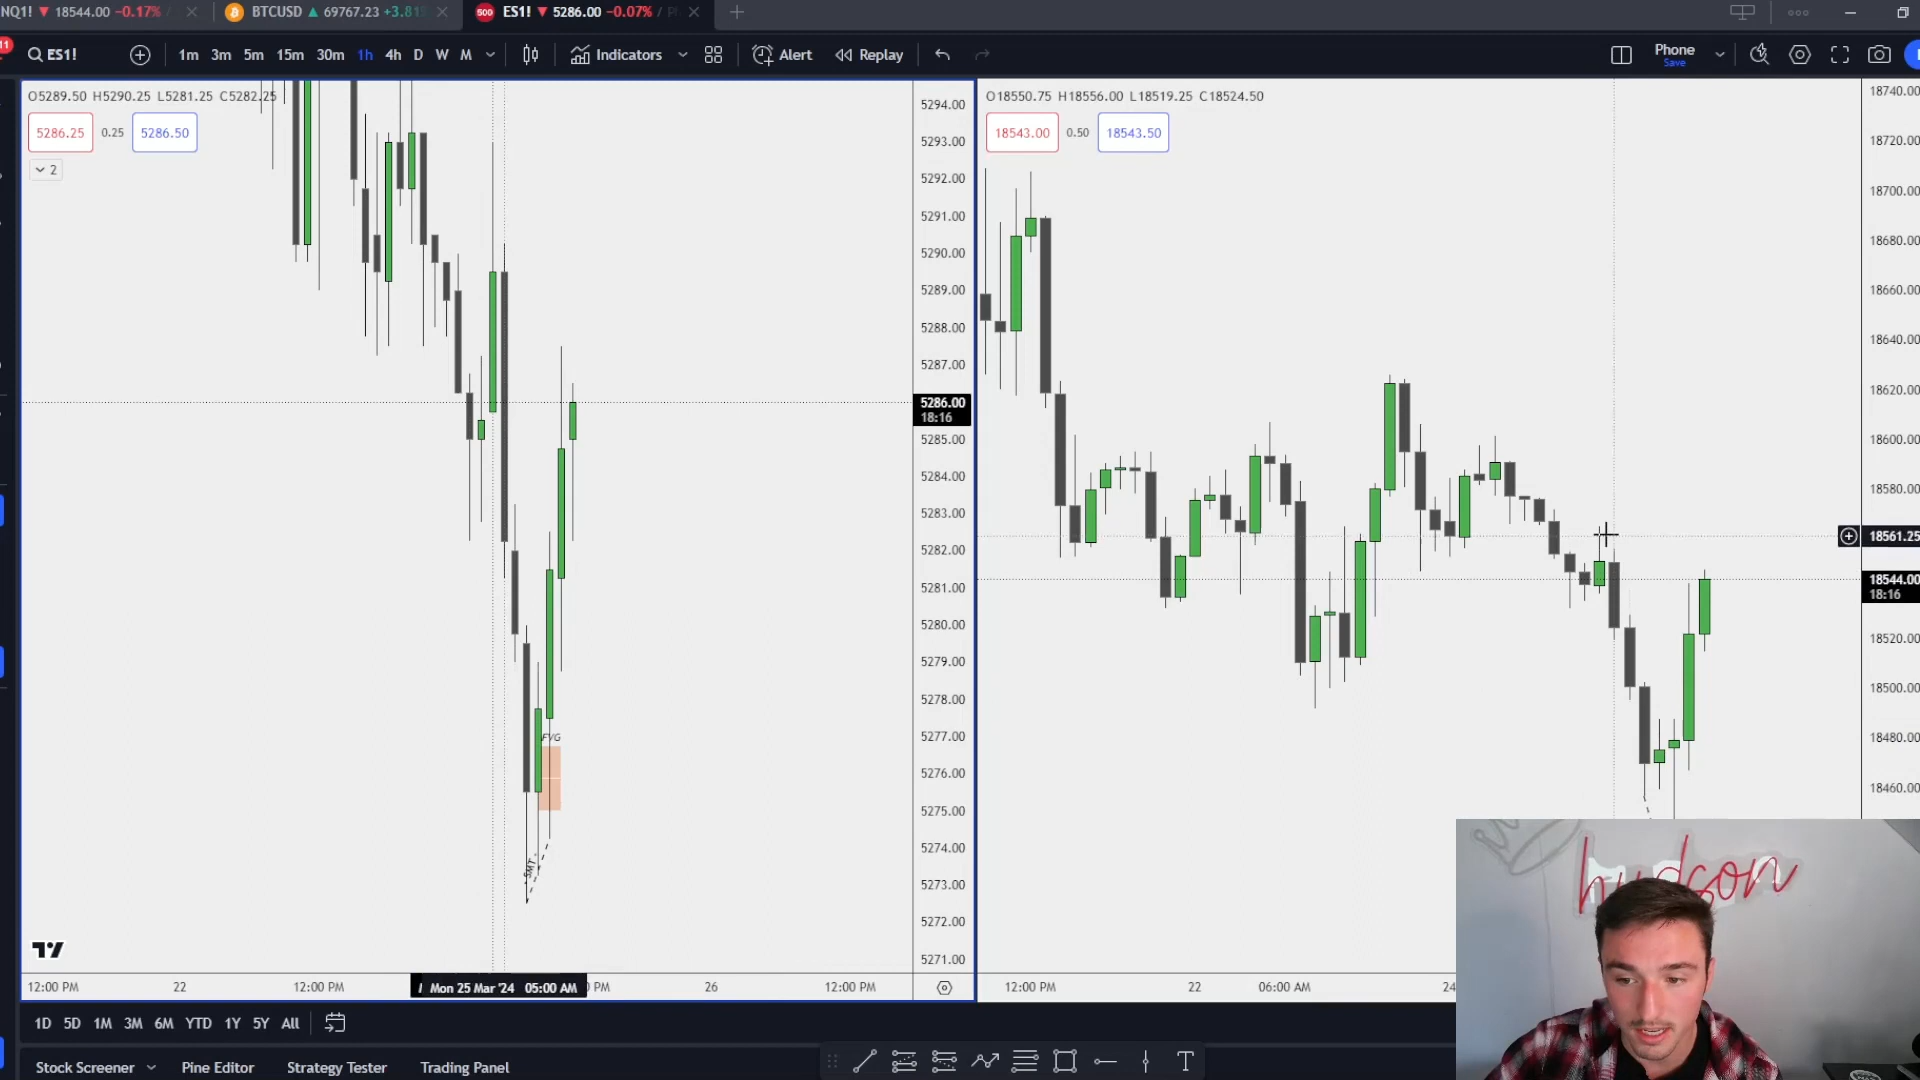 NQ1! ▼ 18544.00 −0.17% /
BTCUSD ▲ 69767.23 +3.81%
500 ES1! ▼ 5286.00 −0.07% /
11
ES1!
1m 3m 5m 15m 30m 1h 4h D W M
Indicators
Alert
Replay
Phone
Save
O5289.50 H5290.25 L5281.25 C5282.25
5286.25 0.25 5286.50
2
5294.00
5293.00
5292.00
5291.00
5290.00
5289.00
5288.00
5287.00
5286.00
18:16
5285.00
5284.00
5283.00
5282.00
5281.00
5280.00
5279.00
5278.00
5277.00
5276.00
5275.00
5274.00
5273.00
5272.00
5271.00
FVG
SMT
12:00 PM 22 12:00 PM Mon 25 Mar '24 05:00 AM PM 26 12:00 PM
O18550.75 H18556.00 L18519.25 C18524.50
18543.00 0.50 18543.50
18740.00
18720.00
18700.00
18680.00
18660.00
18640.00
18620.00
18600.00
18580.00
18561.25
18544.00
18:16
18520.00
18500.00
18480.00
18460.00
12:00 PM 22 06:00 AM 24
hudson
1D 5D 1M 3M 6M YTD 1Y 5Y All
Stock Screener Pine Editor Strategy Tester Trading Panel